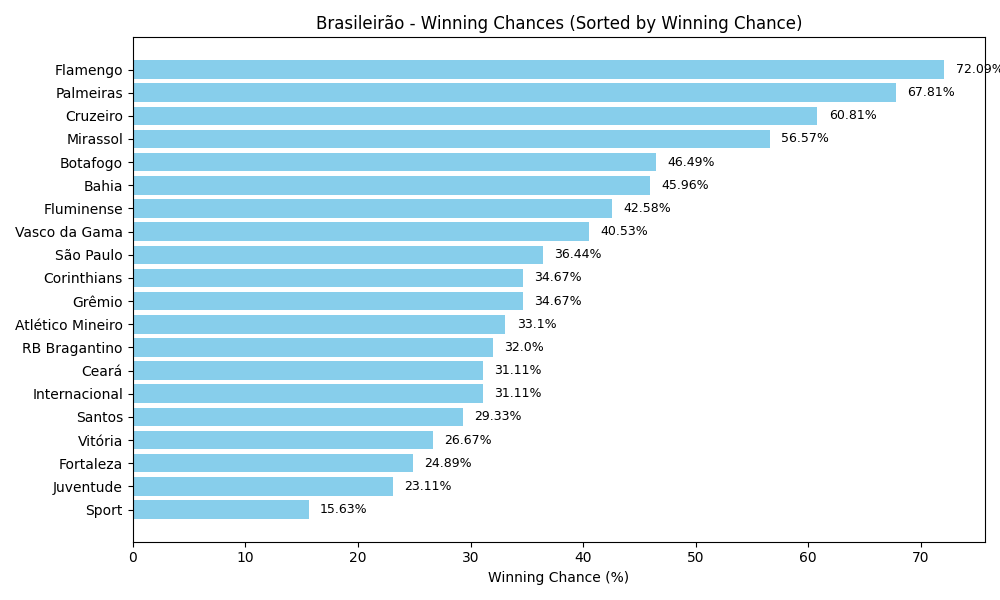 Brasileirão - Winning Chances (Sorted by Winning Chance)
Flamengo 72.09%
Palmeiras 67.81%
Cruzeiro 60.81%
Mirassol 56.57%
Botafogo 46.49%
Bahia 45.96%
Fluminense 42.58%
Vasco da Gama 40.53%
São Paulo 36.44%
Corinthians 34.67%
Grêmio 34.67%
Atlético Mineiro 33.1%
RB Bragantino 32.0%
Ceará 31.11%
Internacional 31.11%
Santos 29.33%
Vitória 26.67%
Fortaleza 24.89%
Juventude 23.11%
Sport 15.63%
0 10 20 30 40 50 60 70
Winning Chance (%)